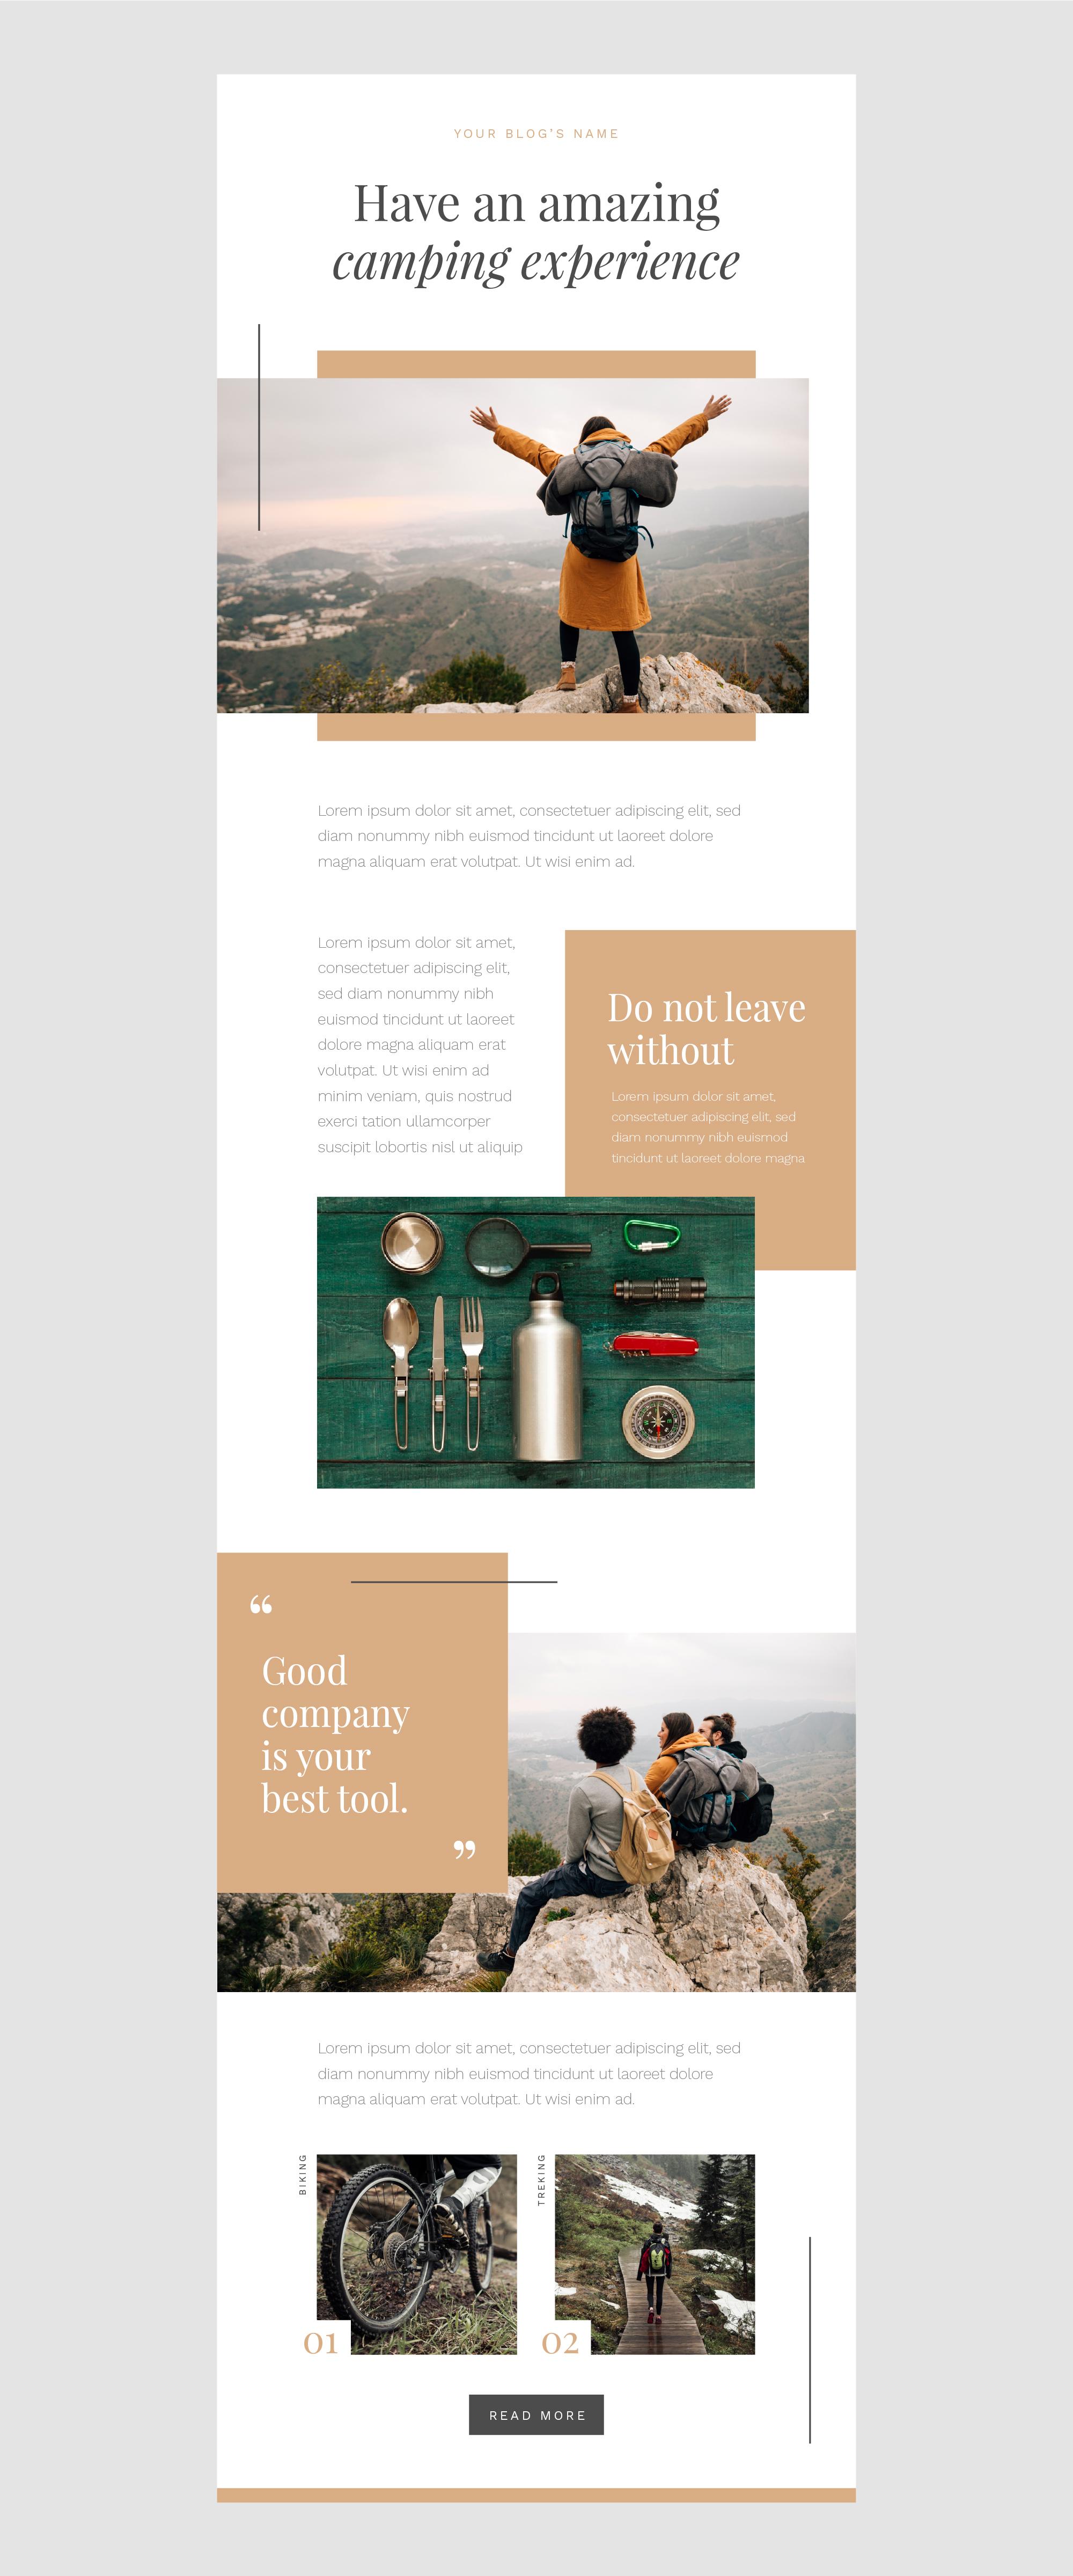 YOUR BLOG'S NAME
Have an amazing
camping experience
Lorem ipsum dolor sit amet, consectetuer adipiscing elit, sed
diam nonummy nibh euismod tincidunt ut laoreet dolore
magna aliquam erat volutpat. Ut wisi enim ad.
Lorem ipsum dolor sit amet,
consectetuer adipiscing elit,
sed diam nonummy nibh
euismod tincidunt ut laoreet
dolore magna aliquam erat
volutpat. Ut wisi enim ad
minim veniam, quis nostrud
exerci tation ullamcorper
suscipit lobortis nisl ut aliquip
Do not leave
without
Lorem ipsum dolor sit amet,
consectetuer adipiscing elit, sed
diam nonummy nibh euismod
tincidunt ut laoreet dolore magna
“
Good
company
is your
best tool.
”
Lorem ipsum dolor sit amet, consectetuer adipiscing elit, sed
diam nonummy nibh euismod tincidunt ut laoreet dolore
magna aliquam erat volutpat. Ut wisi enim ad.
BIKING
01
TREKING
02
READ MORE